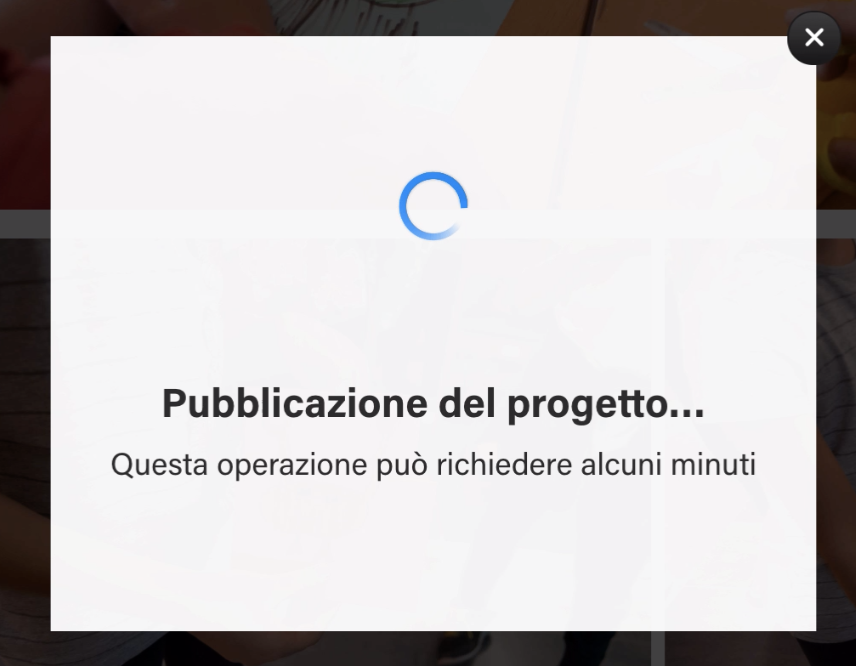 Pubblicazione del progetto...
Questa operazione può richiedere alcuni minuti